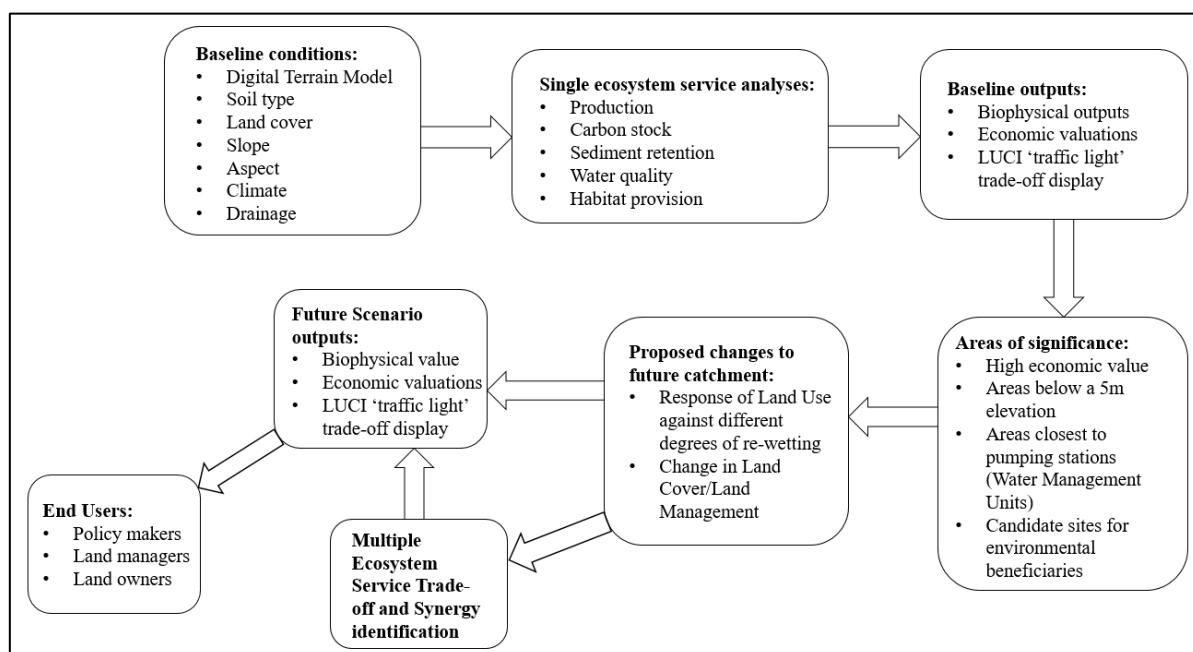 Baseline conditions:
• Digital Terrain Model
• Soil type
• Land cover
• Slope
• Aspect
• Climate
• Drainage
Single ecosystem service analyses:
• Production
• Carbon stock
• Sediment retention
• Water quality
• Habitat provision
Baseline outputs:
• Biophysical outputs
• Economic valuations
• LUCI ‘traffic light’
trade-off display
Areas of significance:
• High economic value
• Areas below a 5m
elevation
• Areas closest to
pumping stations
(Water Management
Units)
• Candidate sites for
environmental
beneficiaries
Proposed changes to
future catchment:
• Response of Land Use
against different
degrees of re-wetting
• Change in Land
Cover/Land
Management
Multiple
Ecosystem
Service Trade-
off and Synergy
identification
Future Scenario
outputs:
• Biophysical value
• Economic valuations
• LUCI ‘traffic light’
trade-off display
End Users:
• Policy makers
• Land managers
• Land owners